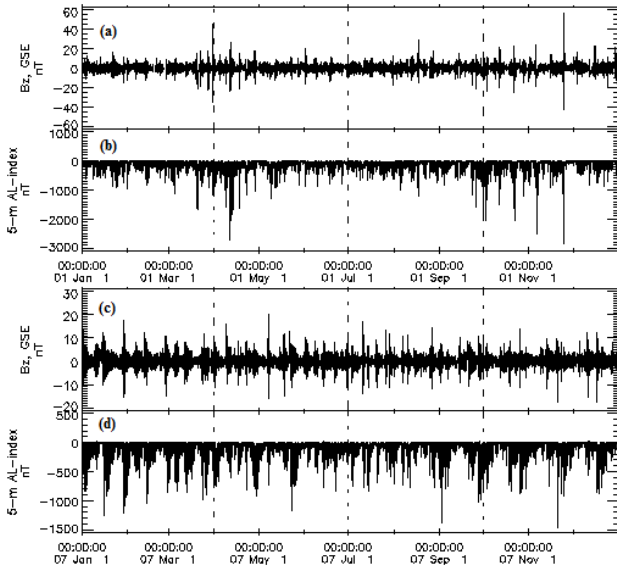 60
40
20
0
−20
−40
−60
Bz, GSE
nT
(a)
1000
0
−1000
−2000
−3000
5−m AL−index
nT
(b)
00:00:00 00:00:00 00:00:00 00:00:00 00:00:00 00:00:00
01 Jan 1 01 Mar 1 01 May 1 01 Jul 1 01 Sep 1 01 Nov 1
30
20
10
0
−10
−20
Bz, GSE
nT
(c)
500
0
−500
−1000
−1500
5−m AL−index
nT
(d)
00:00:00 00:00:00 00:00:00 00:00:00 00:00:00 00:00:00
07 Jan 1 07 Mar 1 07 May 1 07 Jul 1 07 Sep 1 07 Nov 1